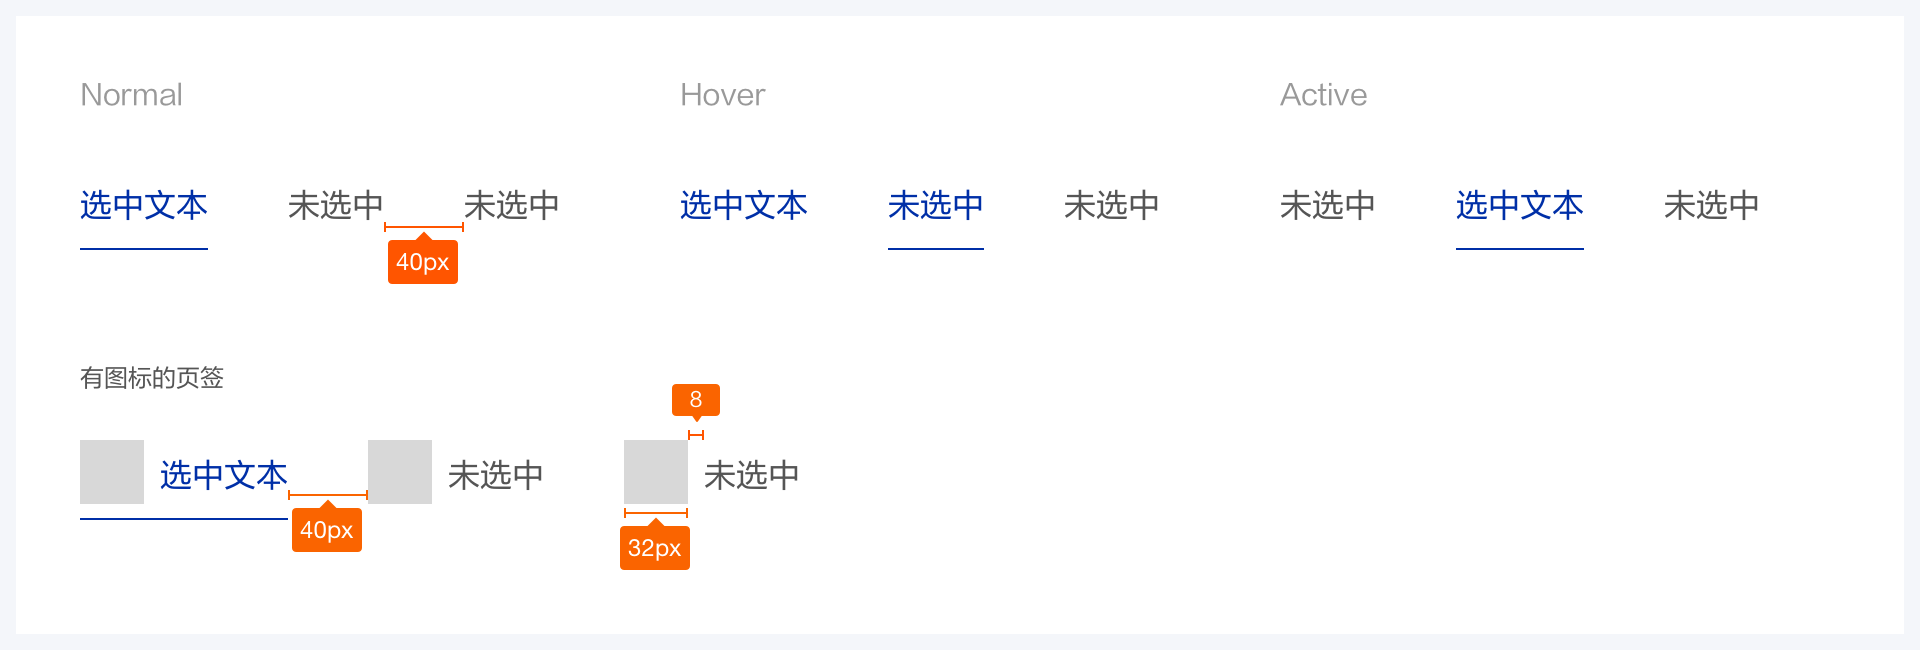 Normal Hover Active
选中文本 未选中 未选中 选中文本 未选中 未选中 未选中 选中文本 未选中
40px
有图标的页签
8
选中文本 未选中 未选中
40px
32px